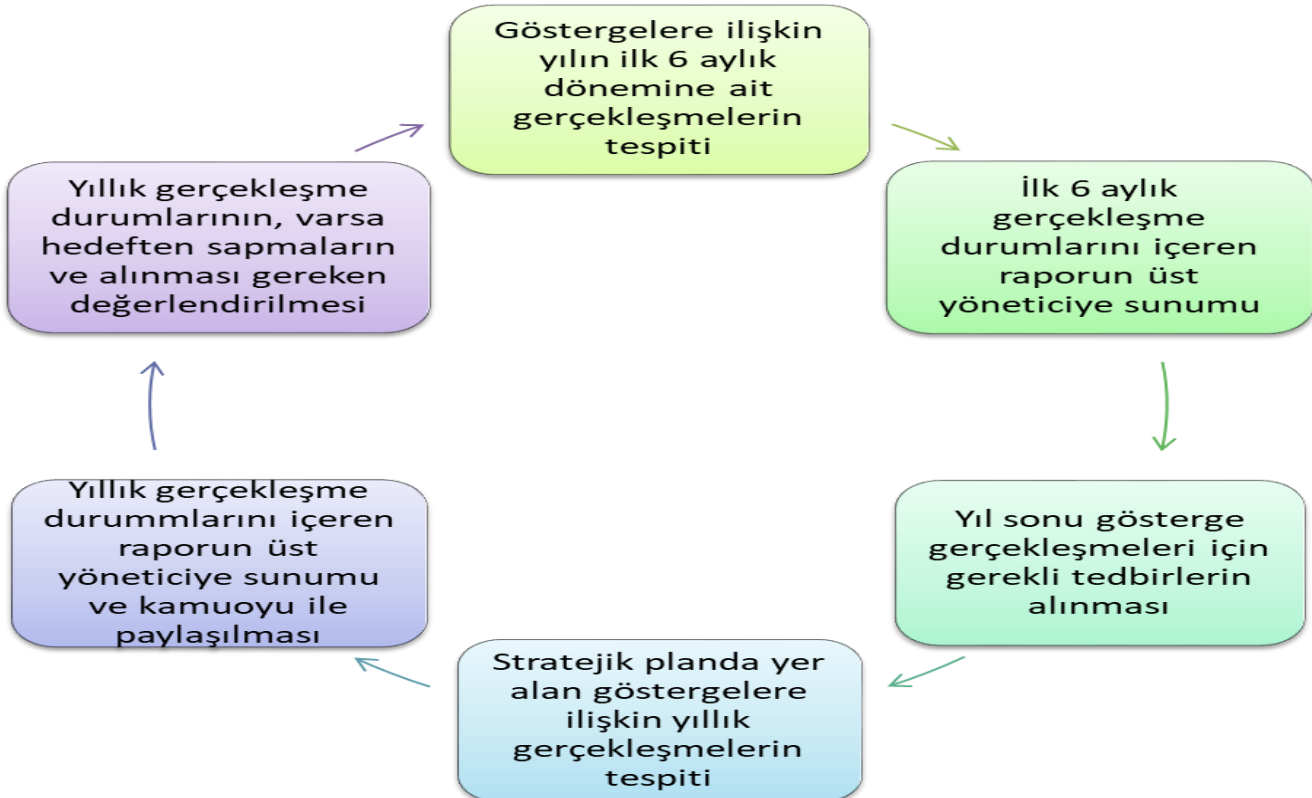 Göstergelere ilişkin
yılın ilk 6 aylık
dönemine ait
gerçekleşmelerin
tespiti
İlk 6 aylık
gerçekleşme
durumlarını içeren
raporun üst
yöneticiye sunumu
Yıl sonu gösterge
gerçekleşmeleri için
gerekli tedbirlerin
alınması
Stratejik planda yer
alan göstergelere
ilişkin yıllık
gerçekleşmelerin
tespiti
Yıllık gerçekleşme
durummlarını içeren
raporun üst
yöneticiye sunumu
ve kamuoyu ile
paylaşılması
Yıllık gerçekleşme
durumlarının, varsa
hedeften sapmaların
ve alınması gereken
değerlendirilmesi